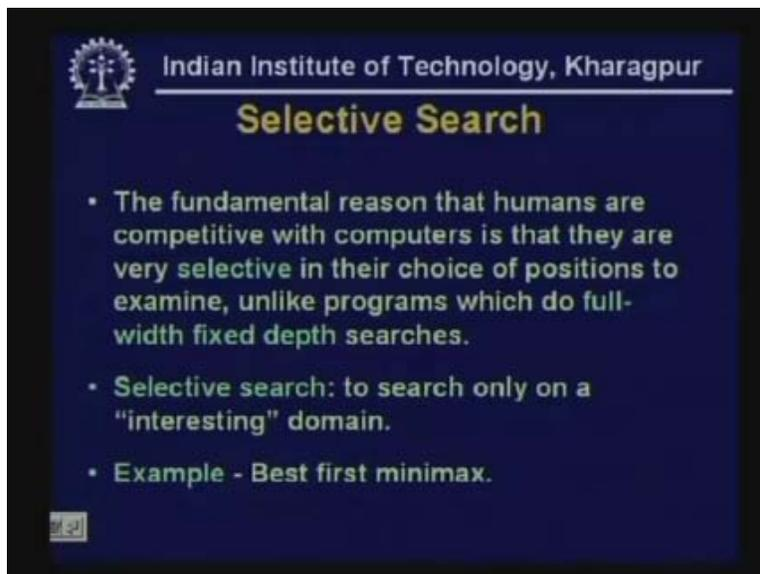 Indian Institute of Technology, Kharagpur
Selective Search
• The fundamental reason that humans are
competitive with computers is that they are
very selective in their choice of positions to
examine, unlike programs which do full-
width fixed depth searches.
• Selective search: to search only on a
“interesting” domain.
• Example - Best first minimax.